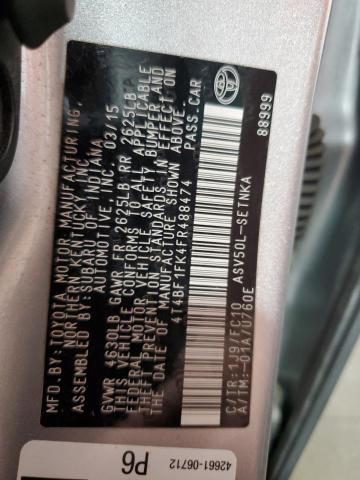 MFD. BY:TOYOTA MOTOR MANUFACTURING,
NORTHERN KENTUCKY INC
ASSEMBLED BY: SUBARU OF INDIANA
AUTOMOTIVE, INC. 03/15
GVWR 4630LB GAWR FR 2625LB RR 2625LB
THIS VEHICLE CONFORMS TO ALL APPLICABLE
FEDERAL MOTOR VEHICLE SAFETY BUMPER, AND
THEFT PREVENTION STANDARDS IN EFFECT ON
THE DATE OF MANUFACTURE SHOWN ABOVE.
4T4BF1FK4FR488474 PASS.CAR
C/TR:1J9/FC10 ASV50L-SETNKA
A/TM:-01A/U760E 88999
42661-06712
P6